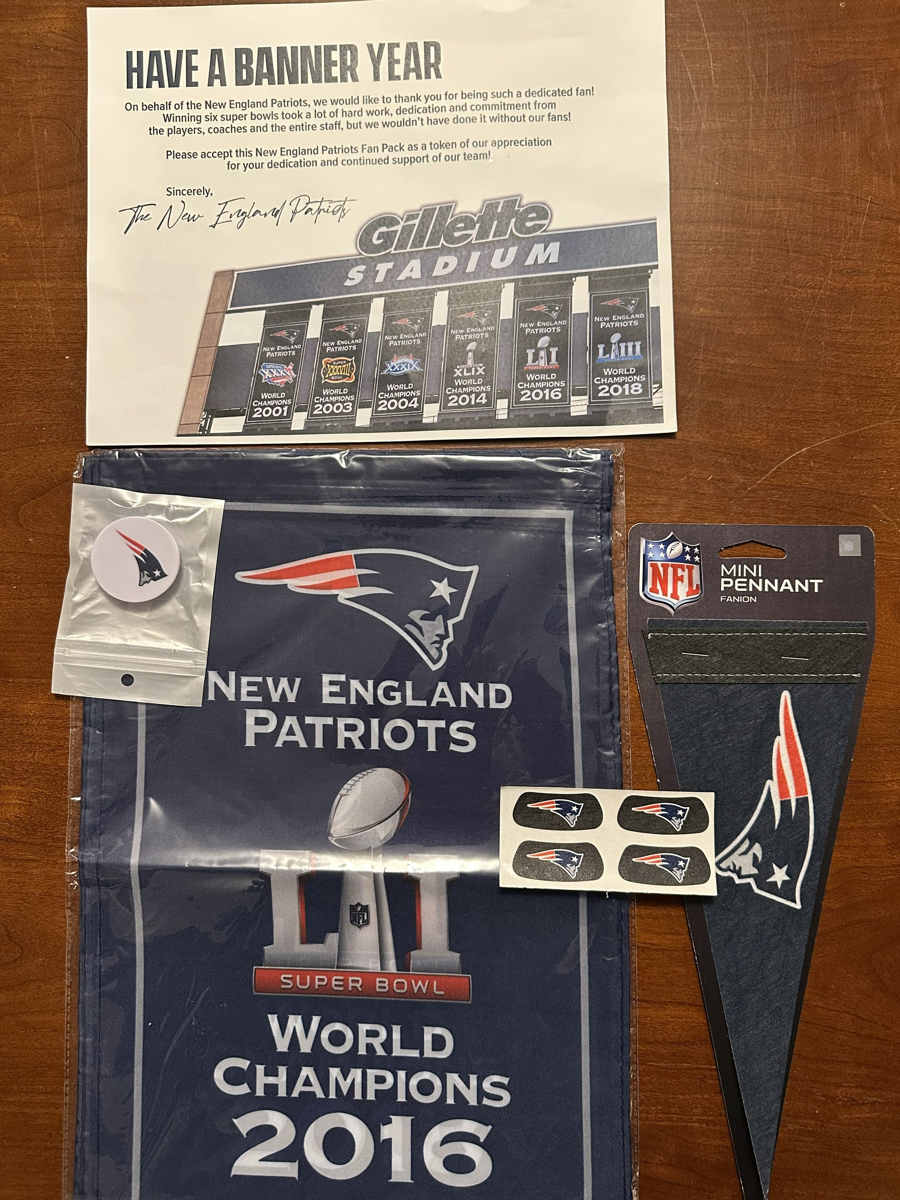 HAVE A BANNER YEAR
On behalf of the New England Patriots, we would like to thank you for being such a dedicated fan!
Winning six super bowls took a lot of hard work, dedication and commitment from
the players, coaches and the entire staff, but we wouldn't have done it without our fans!
Please accept this New England Patriots Fan Pack as a token of our appreciation
for your dedication and continued support of our team!
Sincerely,
The New England Patriots
Gillette
STADIUM
NEW ENGLAND
PATRIOTS
XXXVI
WORLD
CHAMPIONS
2001
NEW ENGLAND
PATRIOTS
SUPER
XXXVIII
WORLD
CHAMPIONS
2003
NEW ENGLAND
PATRIOTS
XXXIX
WORLD
CHAMPIONS
2004
NEW ENGLAND
PATRIOTS
XLIX
WORLD
CHAMPIONS
2014
NEW ENGLAND
PATRIOTS
LI
WORLD
CHAMPIONS
2016
NEW ENGLAND
PATRIOTS
LIII
WORLD
CHAMPIONS
2018
NEW ENGLAND
PATRIOTS
LI
NFL
SUPER BOWL
WORLD
CHAMPIONS
2016
NFL
MINI
PENNANT
FANION